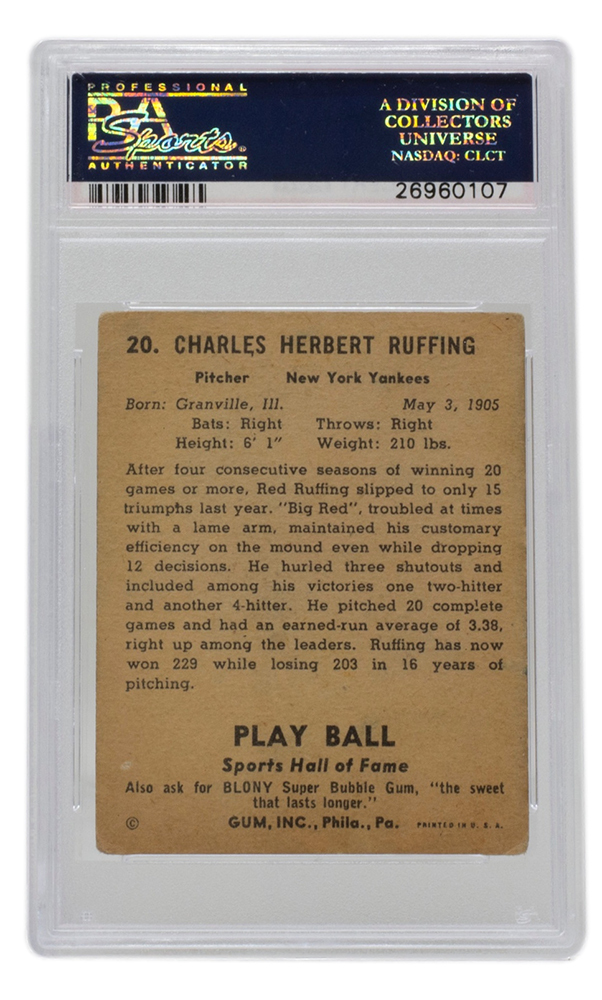 PROFESSIONAL
PSA
Sports
AUTHENTICATOR
A DIVISION OF
COLLECTORS
UNIVERSE
NASDAQ: CLCT
26960107
20. CHARLES HERBERT RUFFING
Pitcher New York Yankees
Born: Granville, Ill. May 3, 1905
Bats: Right Throws: Right
Height: 6' 1" Weight: 210 lbs.
After four consecutive seasons of winning 20
games or more, Red Ruffing slipped to only 15
triumphs last year. "Big Red", troubled at times
with a lame arm, maintained his customary
efficiency on the mound even while dropping
12 decisions. He hurled three shutouts and
included among his victories one two-hitter
and another 4-hitter. He pitched 20 complete
games and had an earned-run average of 3.38,
right up among the leaders. Ruffing has now
won 229 while losing 203 in 16 years of
pitching.
PLAY BALL
Sports Hall of Fame
Also ask for BLONY Super Bubble Gum, "the sweet
that lasts longer."
© GUM, INC., Phila., Pa. PRINTED IN U. S. A.